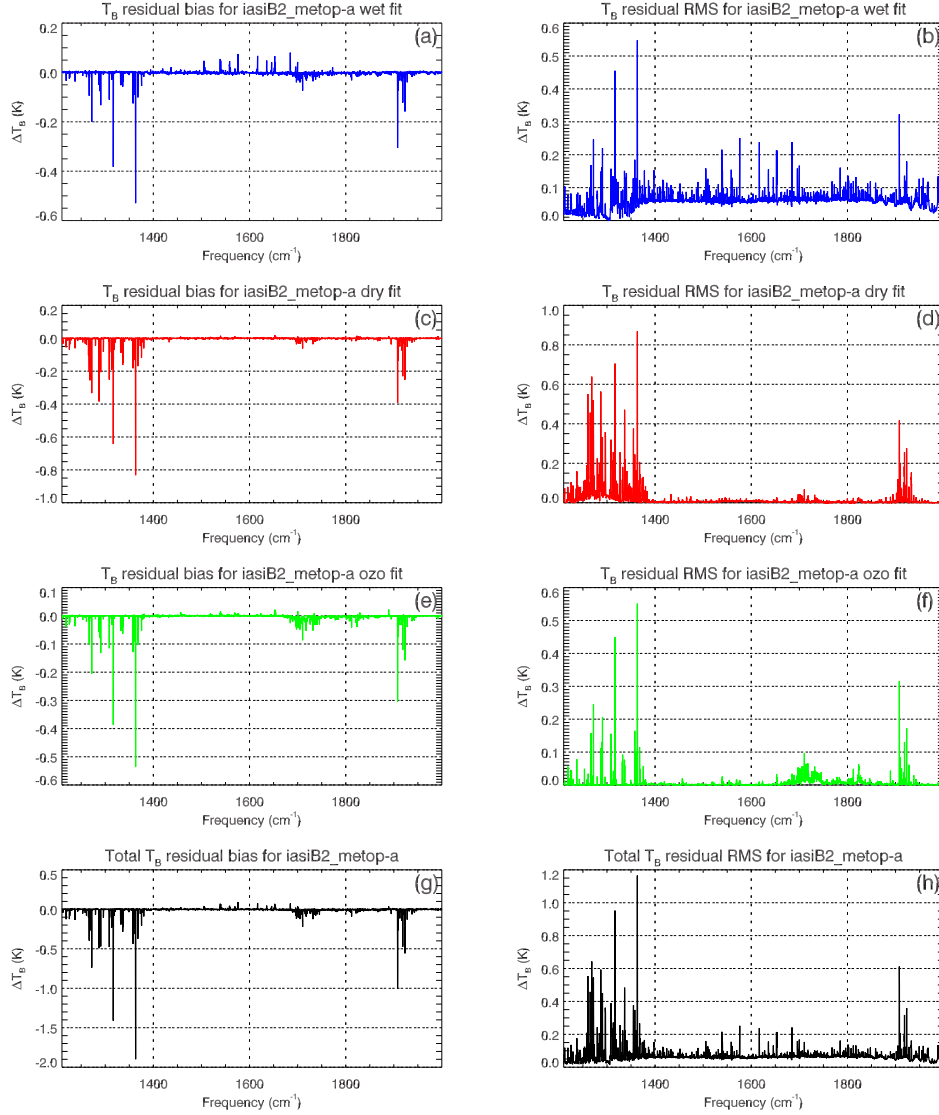 T_B residual bias for iasiB2_metop-a wet fit
(a)
0.2
0.0
-0.2
-0.4
-0.6
ΔT_B (K)
1400 1600 1800
Frequency (cm⁻¹)
T_B residual RMS for iasiB2_metop-a wet fit
(b)
0.6
0.5
0.4
0.3
0.2
0.1
0.0
ΔT_B (K)
1400 1600 1800
Frequency (cm⁻¹)
T_B residual bias for iasiB2_metop-a dry fit
(c)
0.2
0.0
-0.2
-0.4
-0.6
-0.8
-1.0
ΔT_B (K)
1400 1600 1800
Frequency (cm⁻¹)
T_B residual RMS for iasiB2_metop-a dry fit
(d)
1.0
0.8
0.6
0.4
0.2
0.0
ΔT_B (K)
1400 1600 1800
Frequency (cm⁻¹)
T_B residual bias for iasiB2_metop-a ozo fit
(e)
0.1
0.0
-0.1
-0.2
-0.3
-0.4
-0.5
-0.6
ΔT_B (K)
1400 1600 1800
Frequency (cm⁻¹)
T_B residual RMS for iasiB2_metop-a ozo fit
(f)
0.6
0.5
0.4
0.3
0.2
0.1
0.0
ΔT_B (K)
1400 1600 1800
Frequency (cm⁻¹)
Total T_B residual bias for iasiB2_metop-a
(g)
0.5
0.0
-0.5
-1.0
-1.5
-2.0
ΔT_B (K)
1400 1600 1800
Frequency (cm⁻¹)
Total T_B residual RMS for iasiB2_metop-a
(h)
1.2
1.0
0.8
0.6
0.4
0.2
0.0
ΔT_B (K)
1400 1600 1800
Frequency (cm⁻¹)